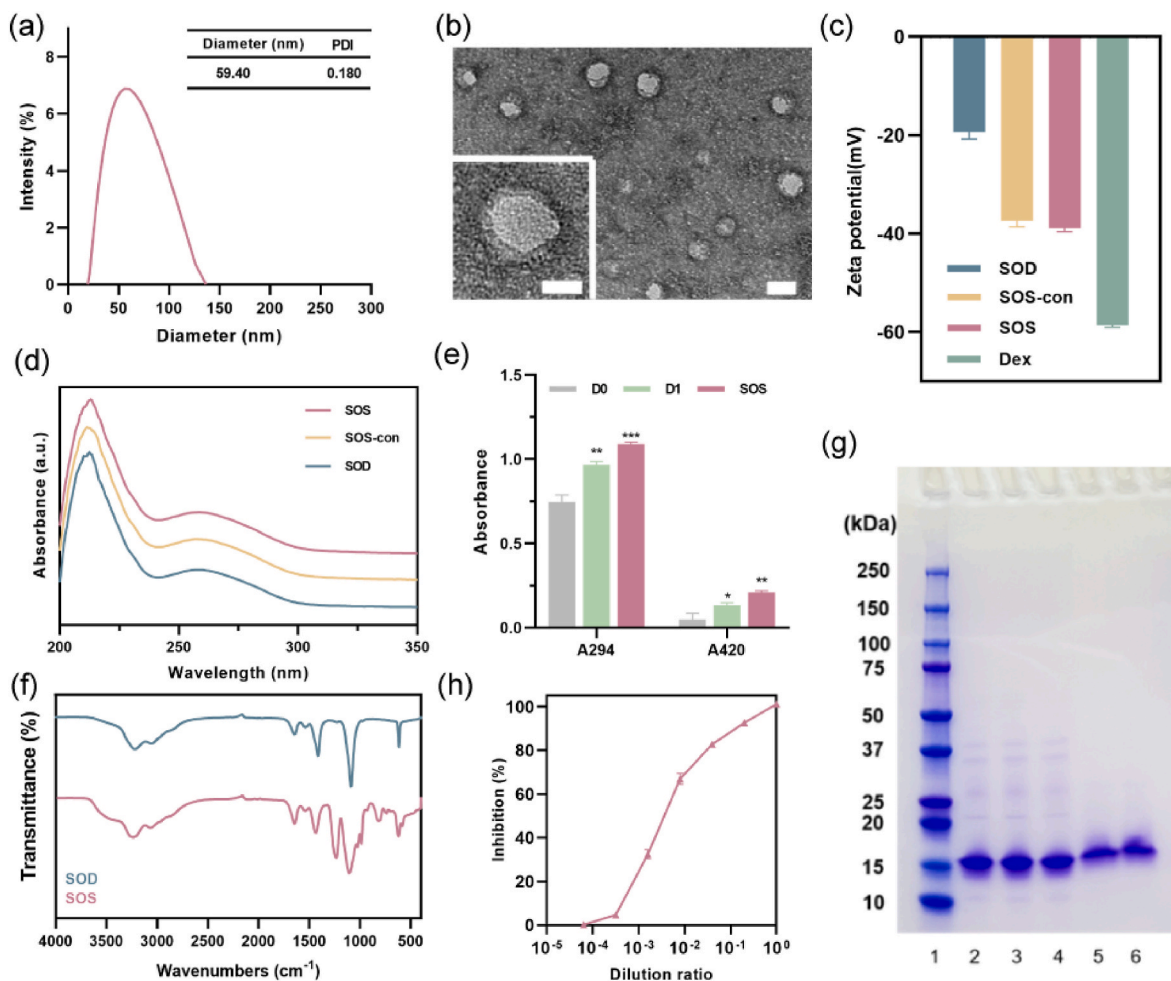 (a)
Diameter (nm) PDI
59.40 0.180
8
6
4
2
0
Intensity (%)
0 50 100 150 200 250 300
Diameter (nm)
(b)
(c)
0
-20
-40
-60
Zeta potential(mV)
SOD
SOS-con
SOS
Dex
(d)
Absorbance (a.u.)
SOS
SOS-con
SOD
200 250 300 350
Wavelength (nm)
(e)
1.5
1.0
0.5
0.0
Absorbance
D0 D1 SOS
** ***
* **
A294 A420
(f)
Transmittance (%)
SOD
SOS
4000 3500 3000 2500 2000 1500 1000 500
Wavenumbers (cm-1)
(h)
100
80
60
40
20
0
Inhibition (%)
10-5 10-4 10-3 10-2 10-1 100
Dilution ratio
(g)
(kDa)
250
150
100
75
50
37
25
20
15
10
1 2 3 4 5 6